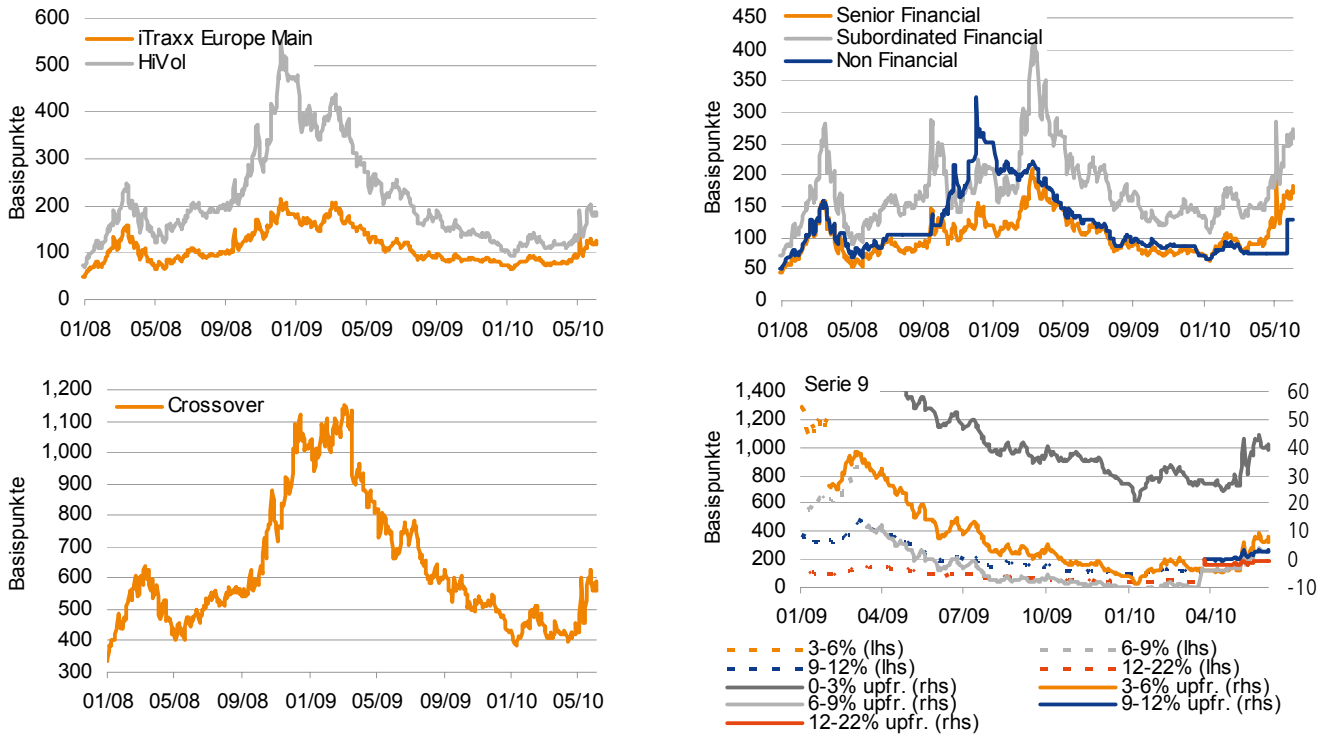 600
500
400
300
200
100
0
Basispunkte
iTraxx Europe Main
HiVol
01/08 05/08 09/08 01/09 05/09 09/09 01/10 05/10
450
400
350
300
250
200
150
100
50
0
Basispunkte
Senior Financial
Subordinated Financial
Non Financial
01/08 05/08 09/08 01/09 05/09 09/09 01/10 05/10
1,200
1,100
1,000
900
800
700
600
500
400
300
Basispunkte
Crossover
01/08 05/08 09/08 01/09 05/09 09/09 01/10 05/10
Serie 9
1,400
1,200
1,000
800
600
400
200
0
Basispunkte
60
50
40
30
20
10
0
-10
01/09 04/09 07/09 10/09 01/10 04/10
3-6% (lhs)
6-9% (lhs)
9-12% (lhs)
12-22% (lhs)
0-3% upfr. (rhs)
3-6% upfr. (rhs)
6-9% upfr. (rhs)
9-12% upfr. (rhs)
12-22% upfr. (rhs)